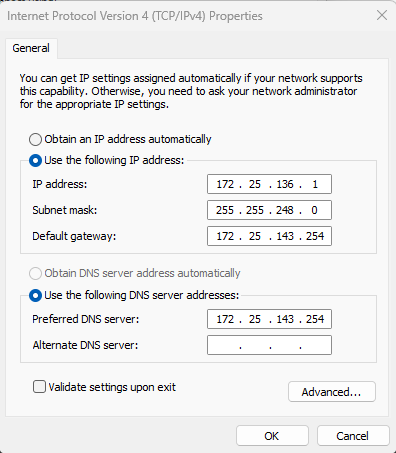 Internet Protocol Version 4 (TCP/IPv4) Properties
General
You can get IP settings assigned automatically if your network supports
this capability. Otherwise, you need to ask your network administrator
for the appropriate IP settings.
Obtain an IP address automatically
Use the following IP address:
IP address: 172 . 25 . 136 . 1
Subnet mask: 255 . 255 . 248 . 0
Default gateway: 172 . 25 . 143 . 254
Obtain DNS server address automatically
Use the following DNS server addresses:
Preferred DNS server: 172 . 25 . 143 . 254
Alternate DNS server: . . .
Validate settings upon exit
Advanced...
OK Cancel